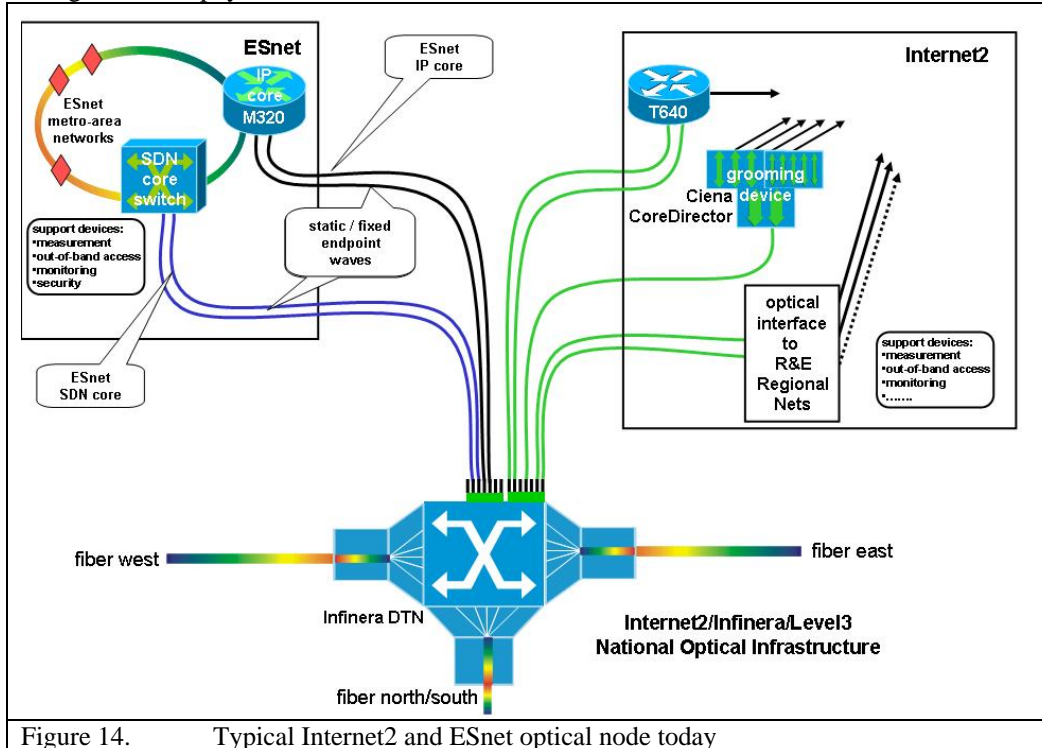 ESnet
ESnet
IP core
Internet2
IP
core
M320
ESnet
metro-area
networks
SDN
core
switch
support devices:
•measurement
•out-of-band access
•monitoring
•security
static / fixed
endpoint
waves
ESnet
SDN core
T640
grooming
device
Ciena
CoreDirector
optical
interface
to
R&E
Regional
Nets
support devices:
•measurement
•out-of-band access
•monitoring
•.......
fiber west
fiber east
Infinera DTN
Internet2/Infinera/Level3
National Optical Infrastructure
fiber north/south
Figure 14. Typical Internet2 and ESnet optical node today